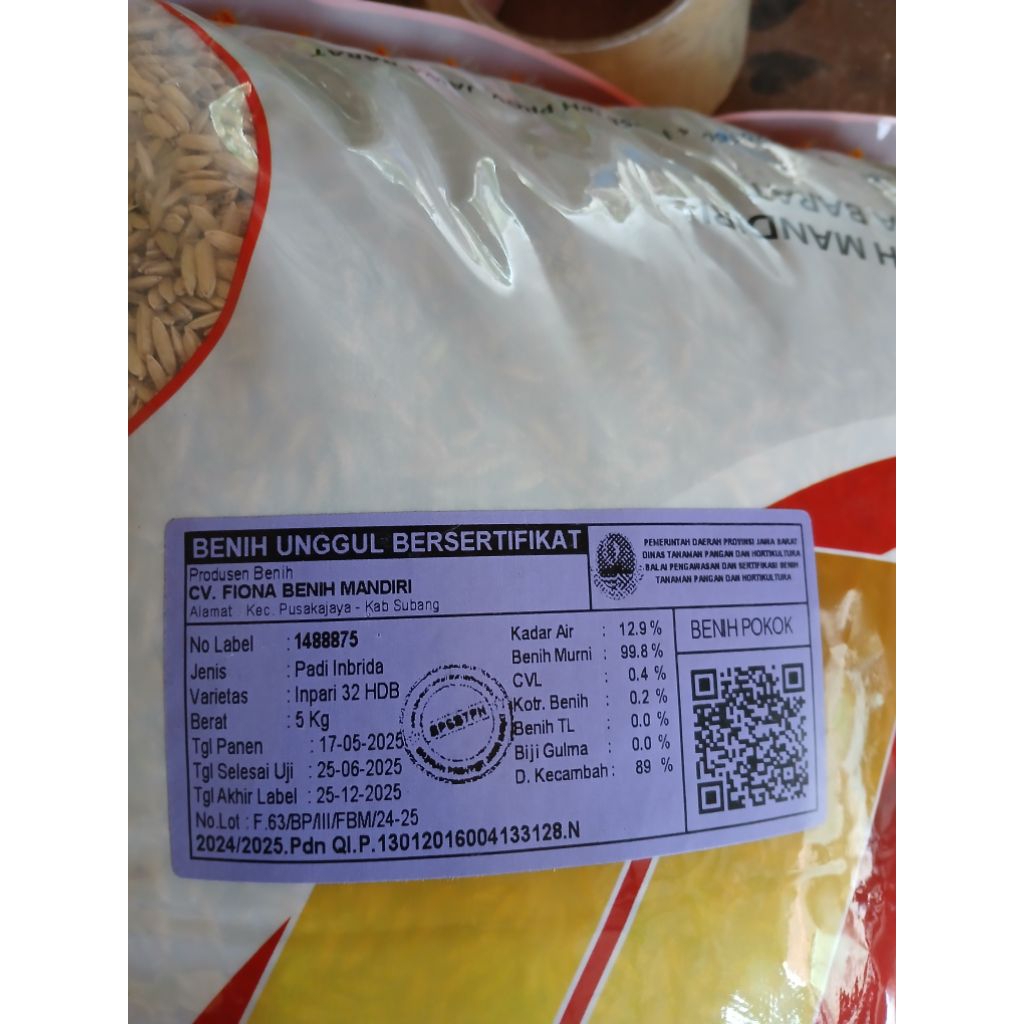 H MANDIRI
A BARAT
BENIH UNGGUL BERSERTIFIKAT
Produsen Benih
CV. FIONA BENIH MANDIRI
Alamat : Kec. Pusakajaya - Kab Subang
PEMERINTAH DAERAH PROVINSI JAWA BARAT
DINAS TANAMAN PANGAN DAN HORTIKULTURA
BALAI PENGAWASAN DAN SERTIFIKASI BENIH
TANAMAN PANGAN DAN HORTIKULTURA
No Label : 1488875
Jenis : Padi Inbrida
Varietas : Inpari 32 HDB
Berat : 5 Kg
Tgl Panen : 17-05-2025
Tgl Selesai Uji : 25-06-2025
Tgl Akhir Label : 25-12-2025
No.Lot : F.63/BP/III/FBM/24-25
2024/2025.Pdn QI.P.13012016004133128.N
BPSBTPH
Kadar Air : 12.9 %
Benih Murni : 99.8 %
CVL : 0.4 %
Kotr. Benih : 0.2 %
Benih TL : 0.0 %
Biji Gulma : 0.0 %
D. Kecambah : 89 %
BENIH POKOK